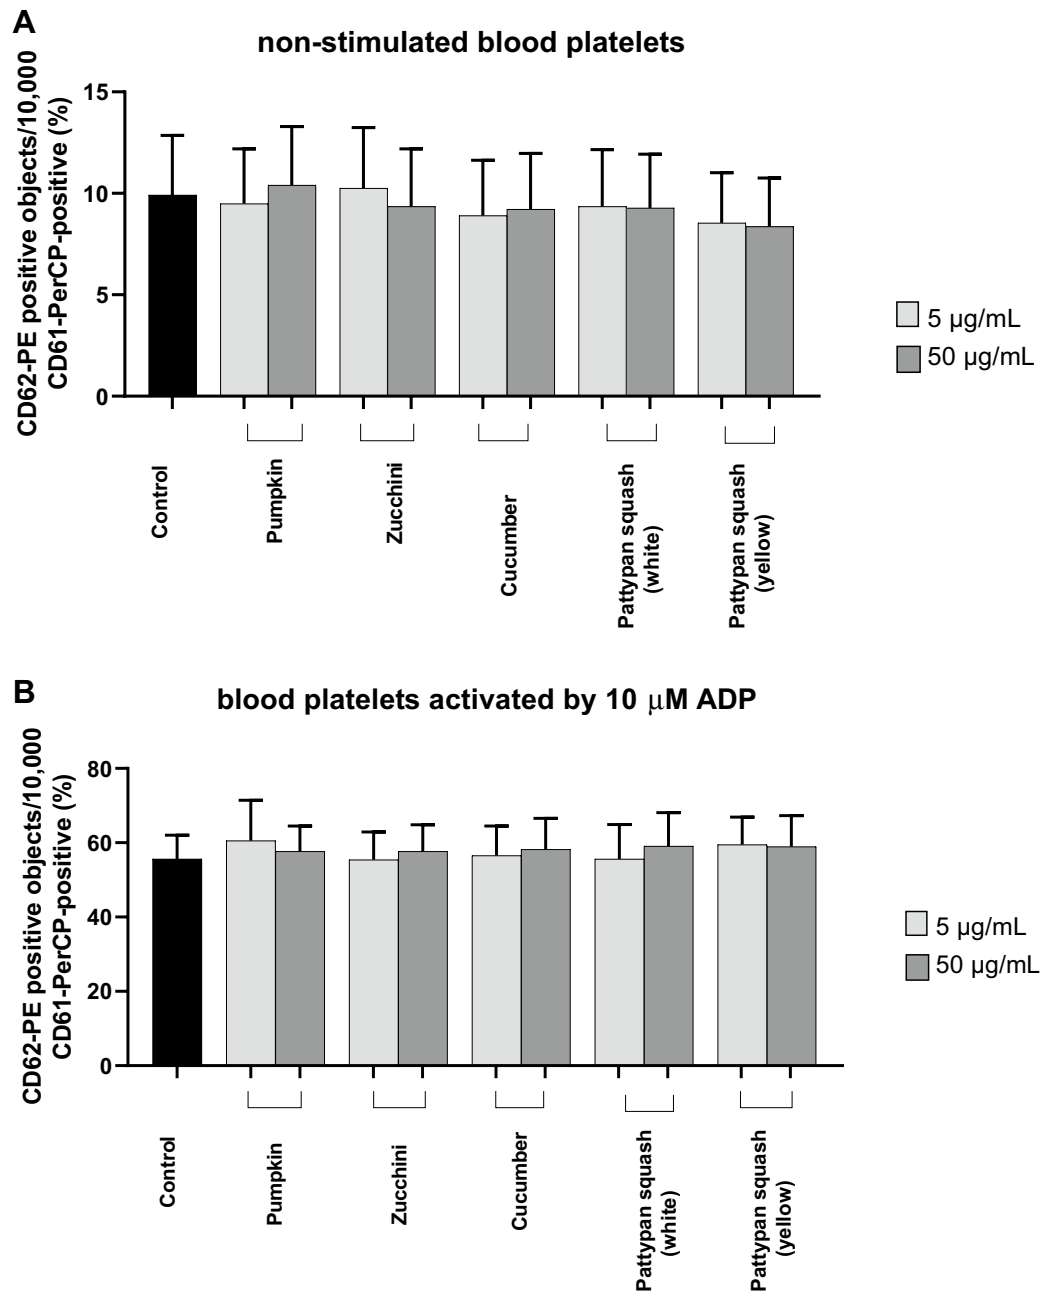 A
non-stimulated blood platelets
CD62-PE positive objects/10,000
CD61-PerCP-positive (%)
15
10
5
0
5 µg/mL
50 µg/mL
Control
Pumpkin
Zucchini
Cucumber
Pattypan squash
(white)
Pattypan squash
(yellow)
B
blood platelets activated by 10 µM ADP
CD62-PE positive objects/10,000
CD61-PerCP-positive (%)
80
60
40
20
0
5 µg/mL
50 µg/mL
Control
Pumpkin
Zucchini
Cucumber
Pattypan squash
(white)
Pattypan squash
(yellow)